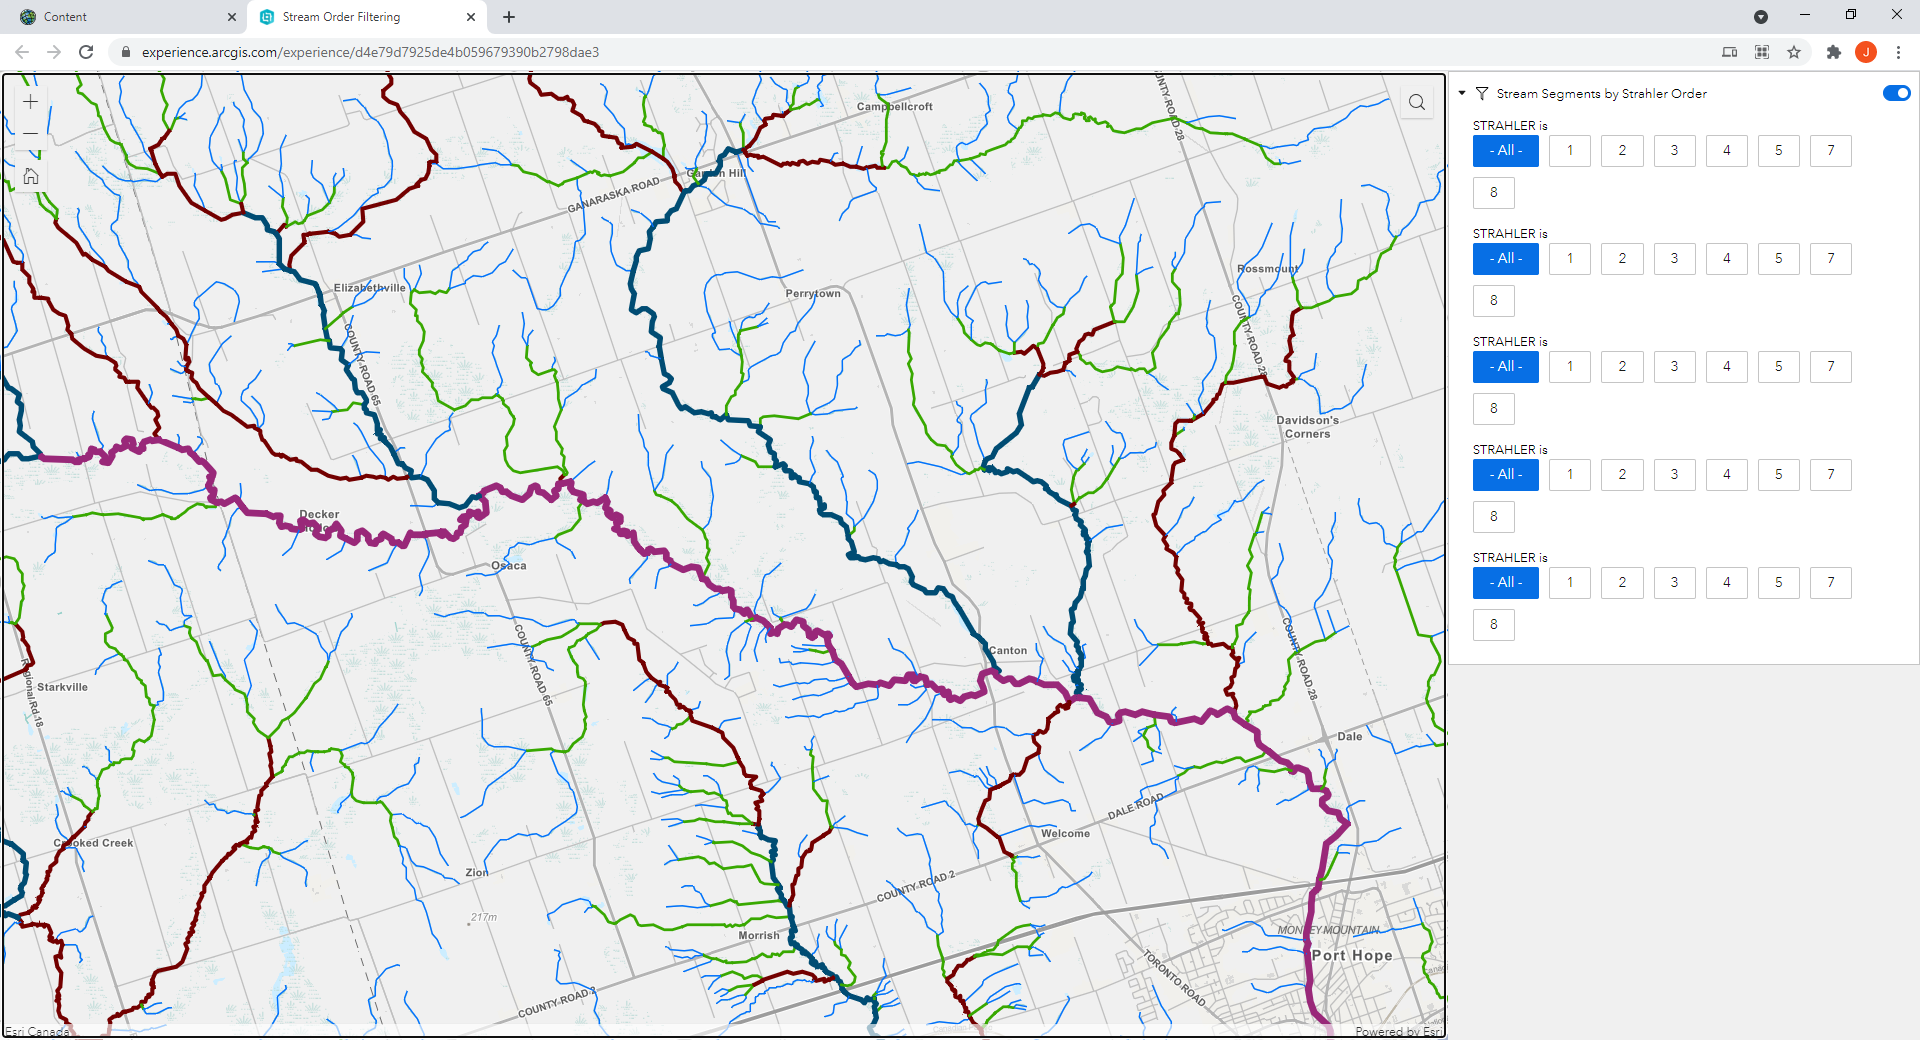 Content
Stream Order Filtering
experience.arcgis.com/experience/d4e79d7925de4b059679390b2798dae3
J
Stream Segments by Strahler Order
STRAHLER is
- All - 1 2 3 4 5 7
8
STRAHLER is
- All - 1 2 3 4 5 7
8
STRAHLER is
- All - 1 2 3 4 5 7
8
STRAHLER is
- All - 1 2 3 4 5 7
8
STRAHLER is
- All - 1 2 3 4 5 7
8
Campbellcroft
COUNTY ROAD 28
Garden Hill
GANARASKA ROAD
Elizabethville
Perrytown
Rossmount
COUNTY ROAD 28
COUNTY ROAD 65
Davidson's
Corners
Decker
Osaca
COUNTY ROAD 65
Canton
COUNTY ROAD 28
Regional Rd 18
Starkville
Dale
DALE ROAD
Welcome
Crooked Creek
Zion
COUNTY ROAD 2
217m
Morrish
MONKEY MOUNTAIN
Port Hope
TORONTO ROAD
COUNTY ROAD 2
Esri Canada
Powered by Esri